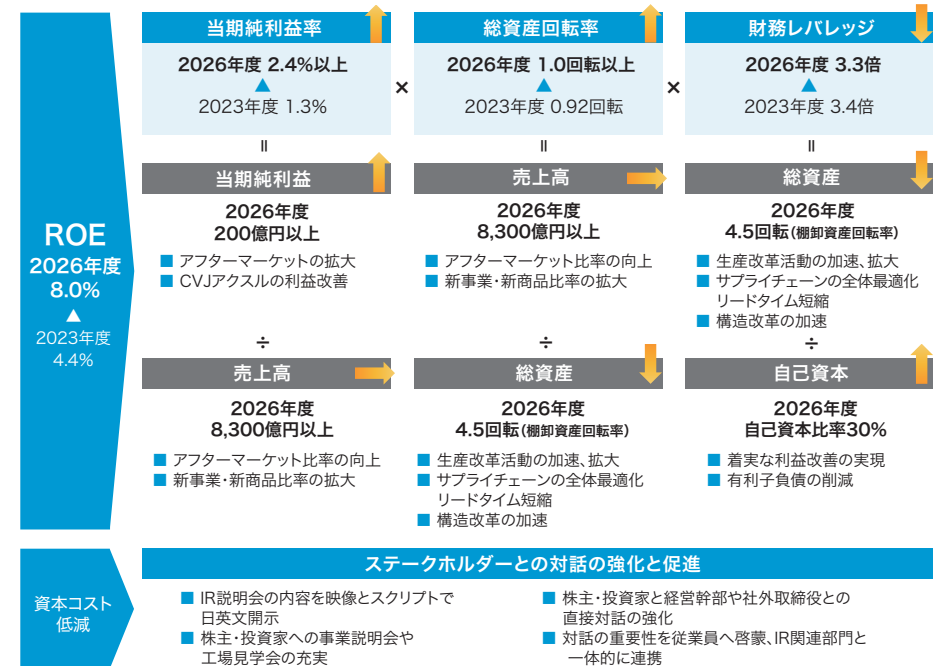 ROE
2026年度
8.0%
▲
2023年度
4.4%
当期純利益率
2026年度 2.4%以上
▲
2023年度 1.3%
×
総資産回転率
2026年度 1.0回転以上
▲
2023年度 0.92回転
×
財務レバレッジ
2026年度 3.3倍
▲
2023年度 3.4倍
=
当期純利益
2026年度
200億円以上
■ アフターマーケットの拡大
■ CVJアクスルの利益改善
÷
売上高
2026年度
8,300億円以上
■ アフターマーケット比率の向上
■ 新事業・新商品比率の拡大
=
売上高
2026年度
8,300億円以上
■ アフターマーケット比率の向上
■ 新事業・新商品比率の拡大
÷
総資産
2026年度
4.5回転(棚卸資産回転率)
■ 生産改革活動の加速、拡大
■ サプライチェーンの全体最適化
リードタイム短縮
■ 構造改革の加速
=
総資産
2026年度
4.5回転(棚卸資産回転率)
■ 生産改革活動の加速、拡大
■ サプライチェーンの全体最適化
リードタイム短縮
■ 構造改革の加速
÷
自己資本
2026年度
自己資本比率30%
■ 着実な利益改善の実現
■ 有利子負債の削減
資本コスト
低減
ステークホルダーとの対話の強化と促進
■ IR説明会の内容を映像とスクリプトで
日英文開示
■ 株主・投資家への事業説明会や
工場見学会の充実
■ 株主・投資家と経営幹部や社外取締役との
直接対話の強化
■ 対話の重要性を従業員へ啓蒙、IR関連部門と
一体的に連携